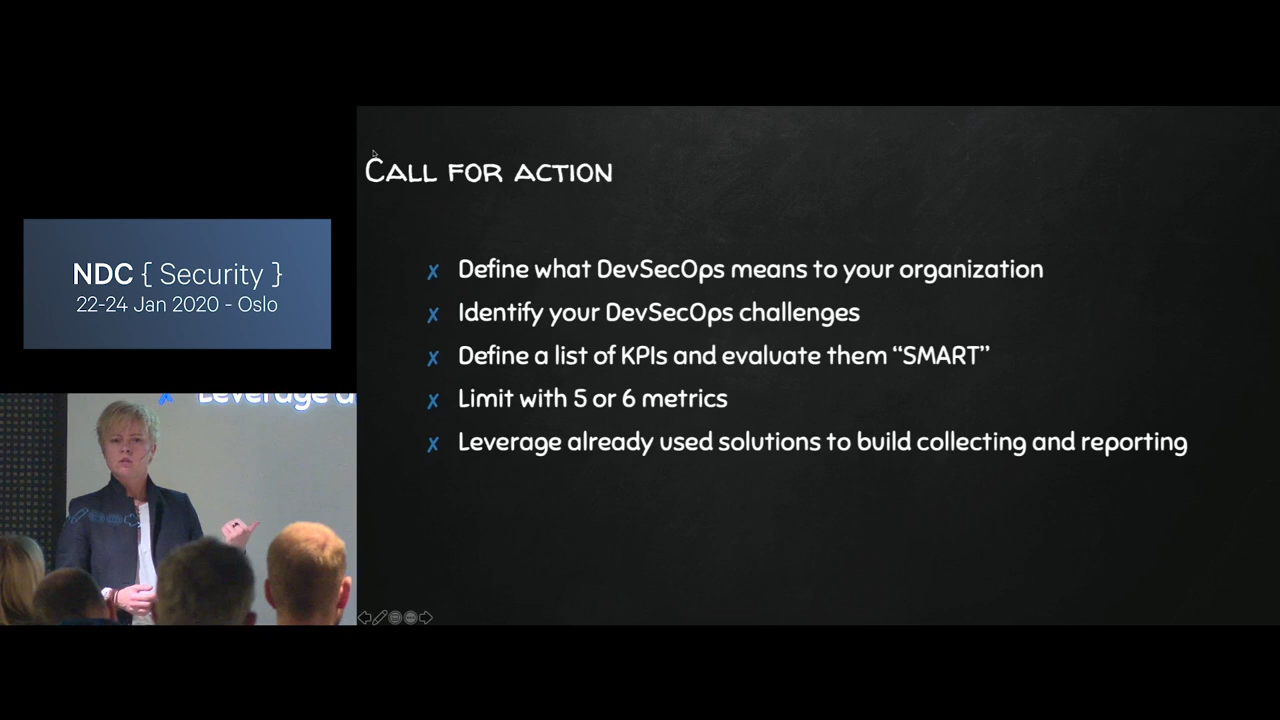 NDC { Security }
22-24 Jan 2020 - Oslo
Leverage a
CALL FOR ACTION
✗ Define what DevSecOps means to your organization
✗ Identify your DevSecOps challenges
✗ Define a list of KPIs and evaluate them “SMART”
✗ Limit with 5 or 6 metrics
✗ Leverage already used solutions to build collecting and reporting